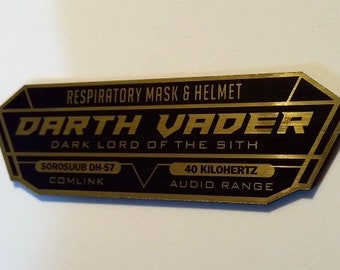 RESPIRATORY MASK & HELMET
DARTH VADER
DARK LORD OF THE SITH
SOROSUUB DH-57 40 KILOHERTZ
COMLINK AUDIO RANGE